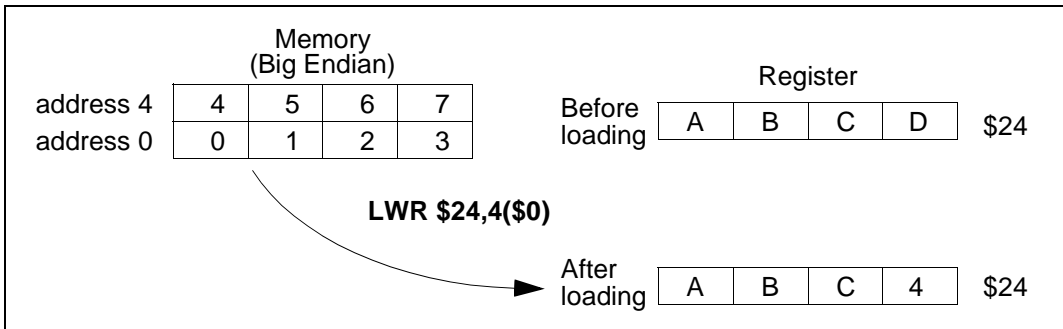 Memory
(Big Endian)
address 4 4 5 6 7
address 0 0 1 2 3
Register
Before
loading A B C D $24
LWR $24,4($0)
After
loading A B C 4 $24